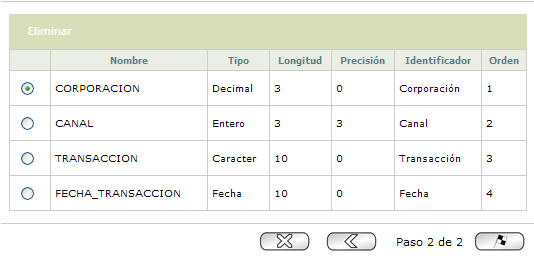 Eliminar
Nombre Tipo Longitud Precisión Identificador Orden
CORPORACION Decimal 3 0 Corporación 1
CANAL Entero 3 3 Canal 2
TRANSACCION Caracter 10 0 Transacción 3
FECHA_TRANSACCION Fecha 10 0 Fecha 4
Paso 2 de 2